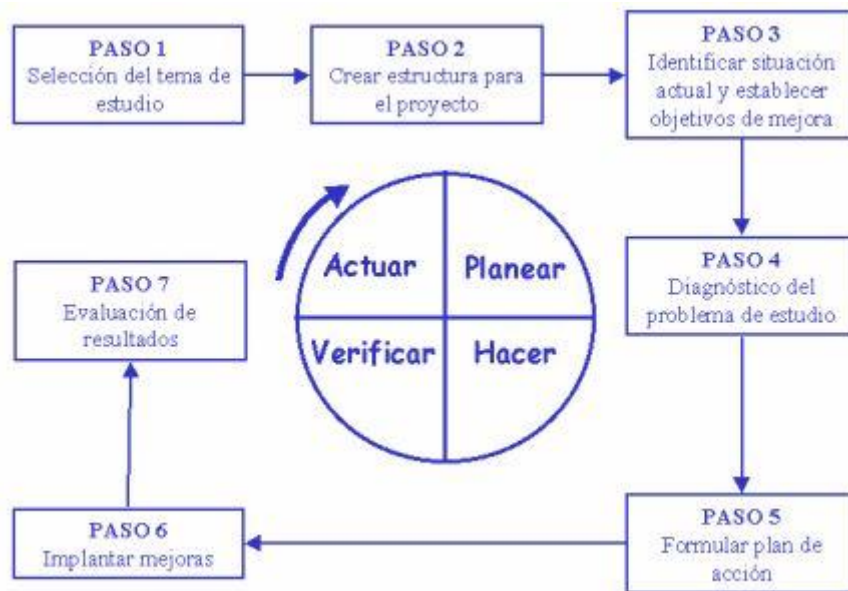 PASO 1
Selección del tema de
estudio
PASO 2
Crear estructura para
el proyecto
PASO 3
Identificar situación
actual y establecer
objetivos de mejora
PASO 4
Diagnóstico del
problema de estudio
PASO 5
Formular plan de
acción
PASO 6
Implantar mejoras
PASO 7
Evaluación de
resultados
Actuar
Planear
Verificar
Hacer